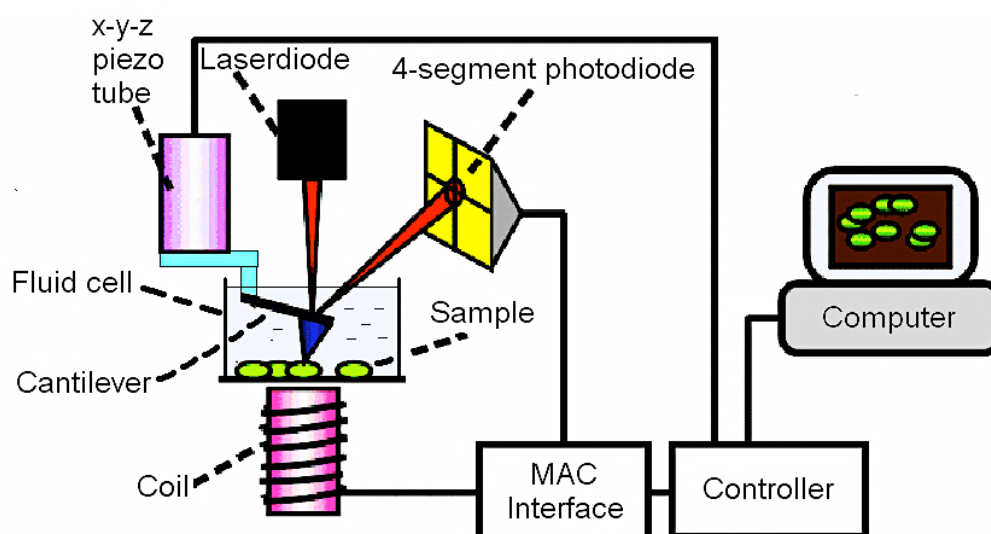 x-y-z
piezo
tube
Laserdiode
4-segment photodiode
Fluid cell
Sample
Computer
Cantilever
Coil
MAC
Interface
Controller